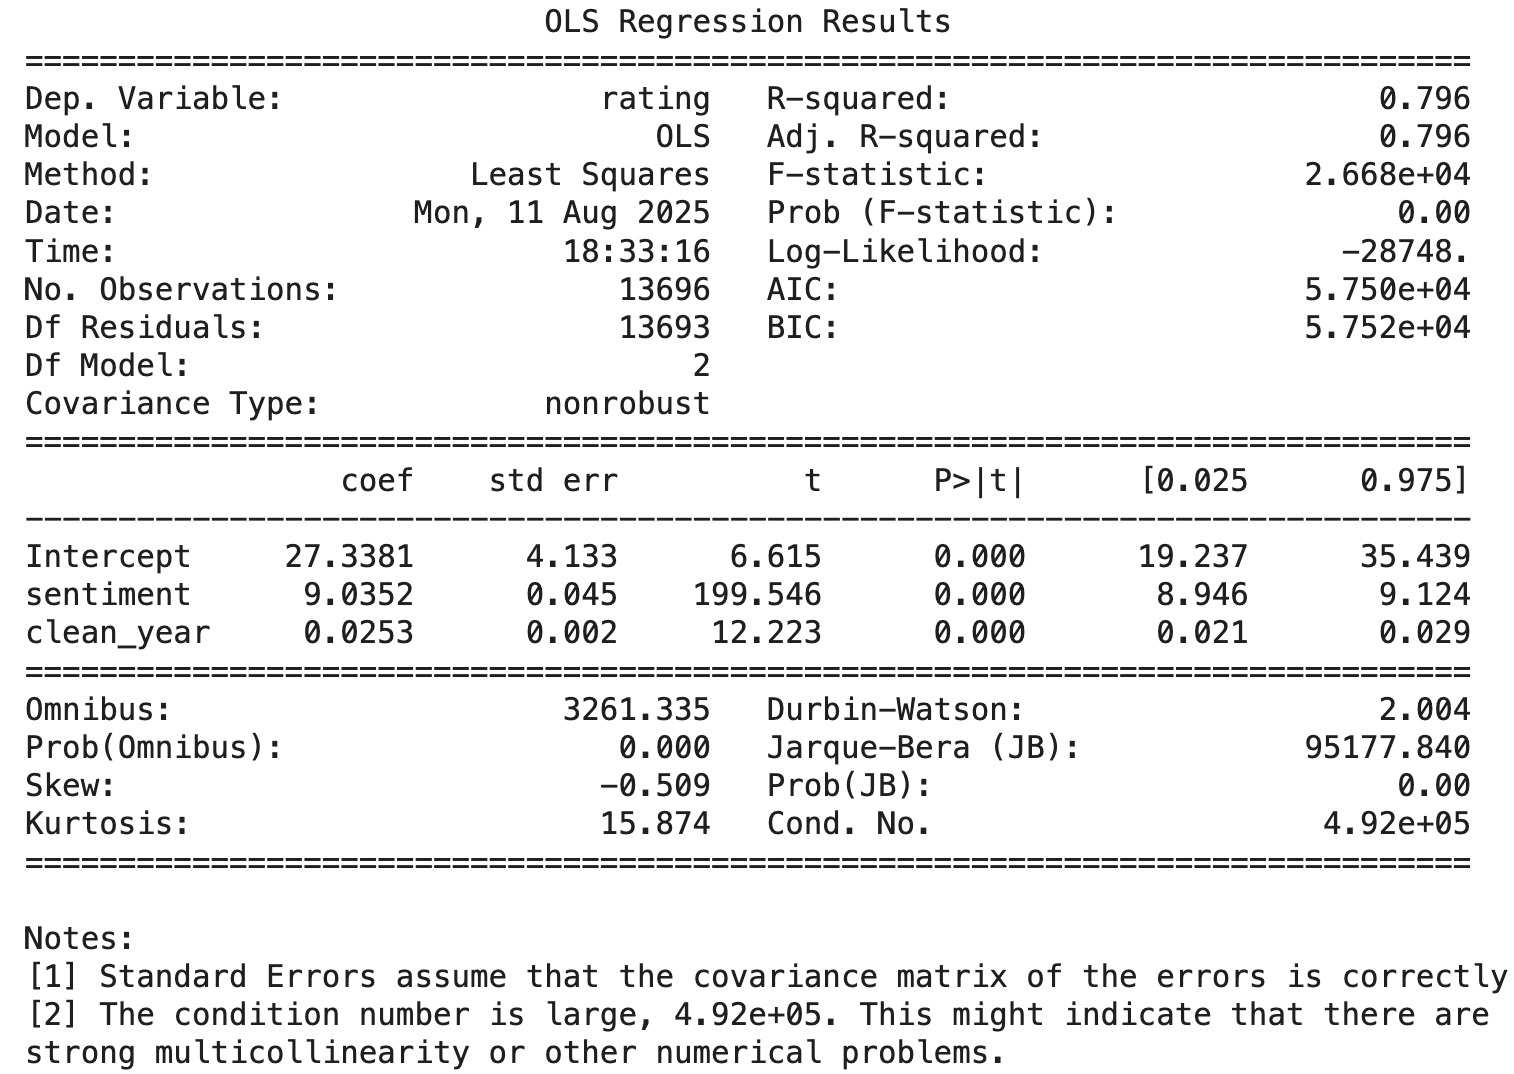 OLS Regression Results
==============================================================================
Dep. Variable:                 rating   R-squared:                       0.796
Model:                            OLS   Adj. R-squared:                  0.796
Method:                 Least Squares   F-statistic:                 2.668e+04
Date:                Mon, 11 Aug 2025   Prob (F-statistic):               0.00
Time:                        18:33:16   Log-Likelihood:                -28748.
No. Observations:               13696   AIC:                         5.750e+04
Df Residuals:                   13693   BIC:                         5.752e+04
Df Model:                           2
Covariance Type:            nonrobust
==============================================================================
                 coef    std err          t      P>|t|      [0.025      0.975]
------------------------------------------------------------------------------
Intercept     27.3381      4.133      6.615      0.000      19.237      35.439
sentiment      9.0352      0.045    199.546      0.000       8.946       9.124
clean_year     0.0253      0.002     12.223      0.000       0.021       0.029
==============================================================================
Omnibus:                     3261.335   Durbin-Watson:                   2.004
Prob(Omnibus):                  0.000   Jarque-Bera (JB):            95177.840
Skew:                          -0.509   Prob(JB):                         0.00
Kurtosis:                      15.874   Cond. No.                     4.92e+05
==============================================================================
Notes:
[1] Standard Errors assume that the covariance matrix of the errors is correctly
[2] The condition number is large, 4.92e+05. This might indicate that there are
strong multicollinearity or other numerical problems.